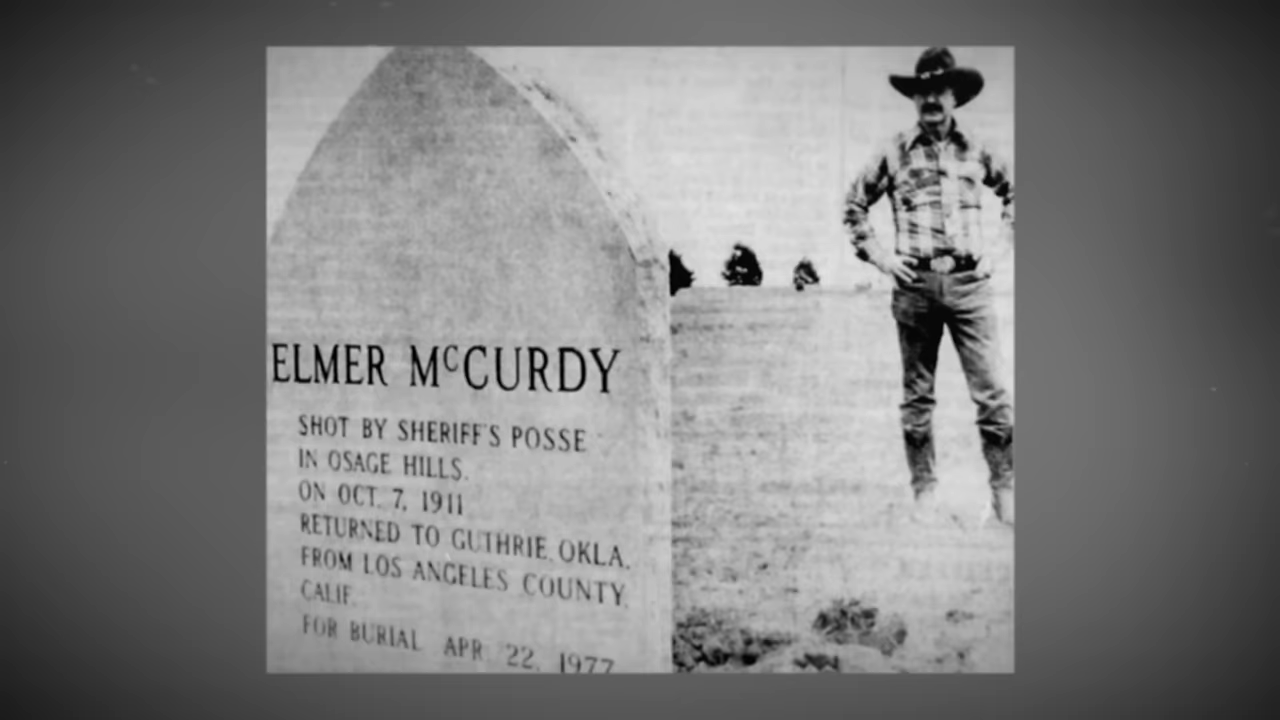 ELMER McCURDY
SHOT BY SHERIFF'S POSSE
IN OSAGE HILLS.
ON OCT. 7, 1911
RETURNED TO GUTHRIE, OKLA.
FROM LOS ANGELES COUNTY,
CALIF.
FOR BURIAL APR. 22, 1977